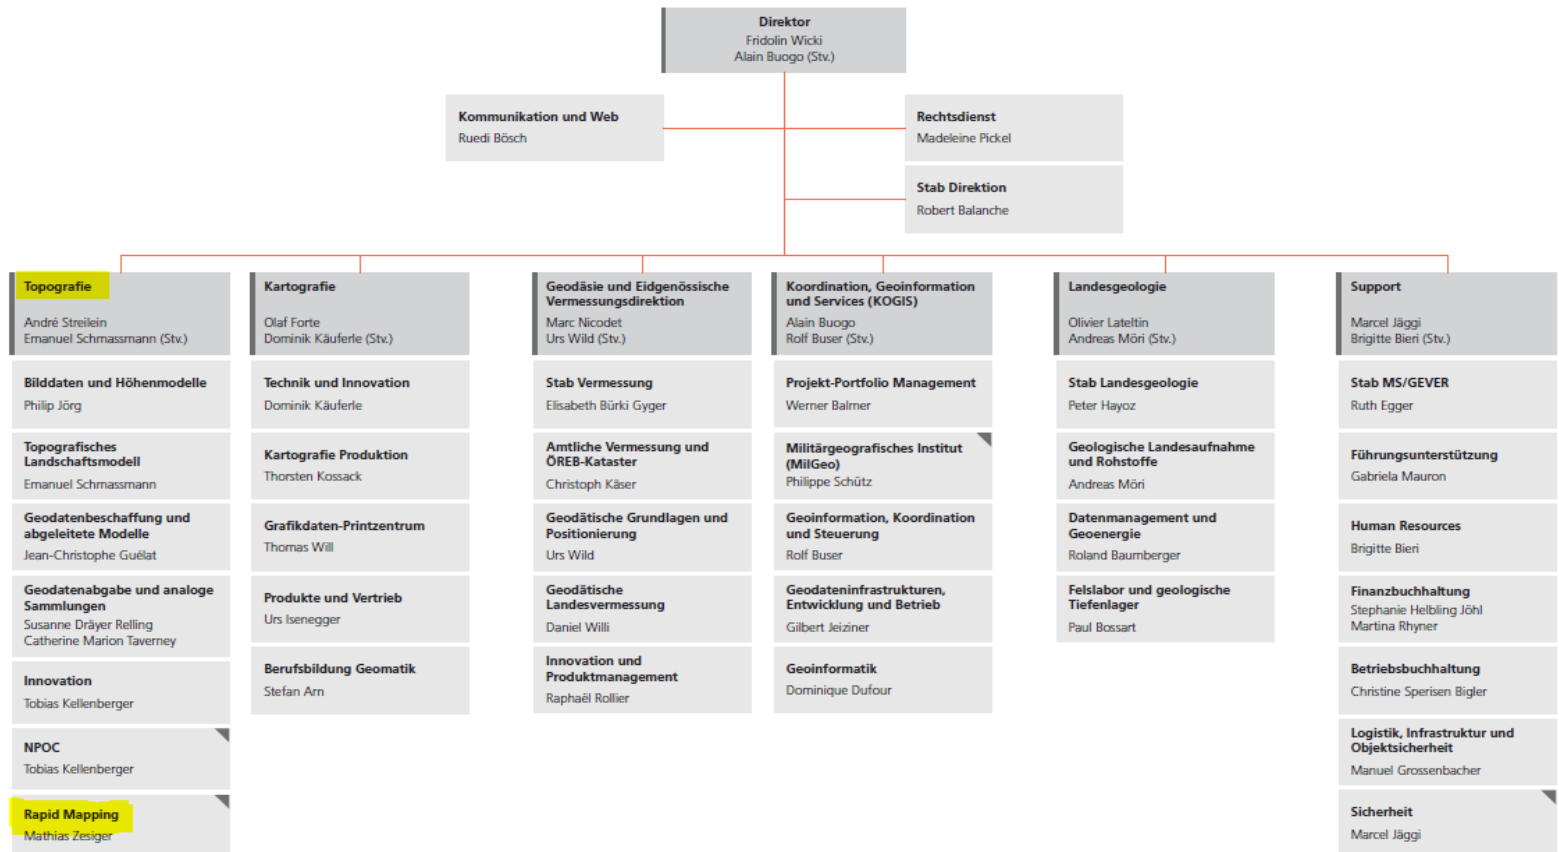 Direktor
Fridolin Wicki
Alain Buogo (Stv.)
Kommunikation und Web
Ruedi Bösch
Rechtsdienst
Madeleine Pickel
Stab Direktion
Robert Balanche
Topografie
André Streilein
Emanuel Schmassmann (Stv.)
Bilddaten und Höhenmodelle
Philip Jörg
Topografisches
Landschaftsmodell
Emanuel Schmassmann
Geodatenbeschaffung und
abgeleitete Modelle
Jean-Christophe Guélat
Geodatenabgabe und analoge
Sammlungen
Susanne Dräyer Relling
Catherine Marion Taverney
Innovation
Tobias Kellenberger
NPOC
Tobias Kellenberger
Rapid Mapping
Mathias Zesiger
Kartografie
Olaf Forte
Dominik Käuferle (Stv.)
Technik und Innovation
Dominik Käuferle
Kartografie Produktion
Thorsten Kossack
Grafikdaten-Printzentrum
Thomas Will
Produkte und Vertrieb
Urs Isenegger
Berufsbildung Geomatik
Stefan Arn
Geodäsie und Eidgenössische
Vermessungsdirektion
Marc Nicodet
Urs Wild (Stv.)
Stab Vermessung
Elisabeth Bürki Gyger
Amtliche Vermessung und
ÖREB-Kataster
Christoph Käser
Geodätische Grundlagen und
Positionierung
Urs Wild
Geodätische
Landesvermessung
Daniel Willi
Innovation und
Produktmanagement
Raphaël Rollier
Koordination, Geoinformation
und Services (KOGIS)
Alain Buogo
Rolf Buser (Stv.)
Projekt-Portfolio Management
Werner Balmer
Militärgeografisches Institut
(MilGeo)
Philippe Schütz
Geoinformation, Koordination
und Steuerung
Rolf Buser
Geodateninfrastrukturen,
Entwicklung und Betrieb
Gilbert Jeiziner
Geoinformatik
Dominique Dufour
Landesgeologie
Olivier Lateltin
Andreas Möri (Stv.)
Stab Landesgeologie
Peter Hayoz
Geologische Landesaufnahme
und Rohstoffe
Andreas Möri
Datenmanagement und
Geoenergie
Roland Baumberger
Felslabor und geologische
Tiefenlager
Paul Bossart
Support
Marcel Jäggi
Brigitte Bieri (Stv.)
Stab MS/GEVER
Ruth Egger
Führungsunterstützung
Gabriela Mauron
Human Resources
Brigitte Bieri
Finanzbuchhaltung
Stephanie Helbling Jöhl
Martina Rhyner
Betriebsbuchhaltung
Christine Sperisen Bigler
Logistik, Infrastruktur und
Objektsicherheit
Manuel Grossenbacher
Sicherheit
Marcel Jäggi